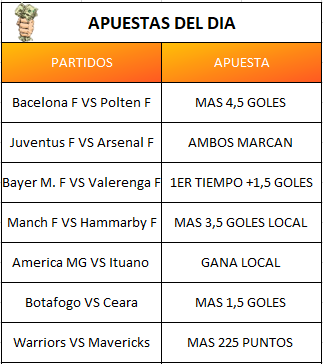 APUESTAS DEL DIA
PARTIDOS APUESTA
Bacelona F VS Polten F MAS 4,5 GOLES
Juventus F VS Arsenal F AMBOS MARCAN
Bayer M. F VS Valerenga F 1ER TIEMPO +1,5 GOLES
Manch F VS Hammarby F MAS 3,5 GOLES LOCAL
America MG VS Ituano GANA LOCAL
Botafogo VS Ceara MAS 1,5 GOLES
Warriors VS Mavericks MAS 225 PUNTOS